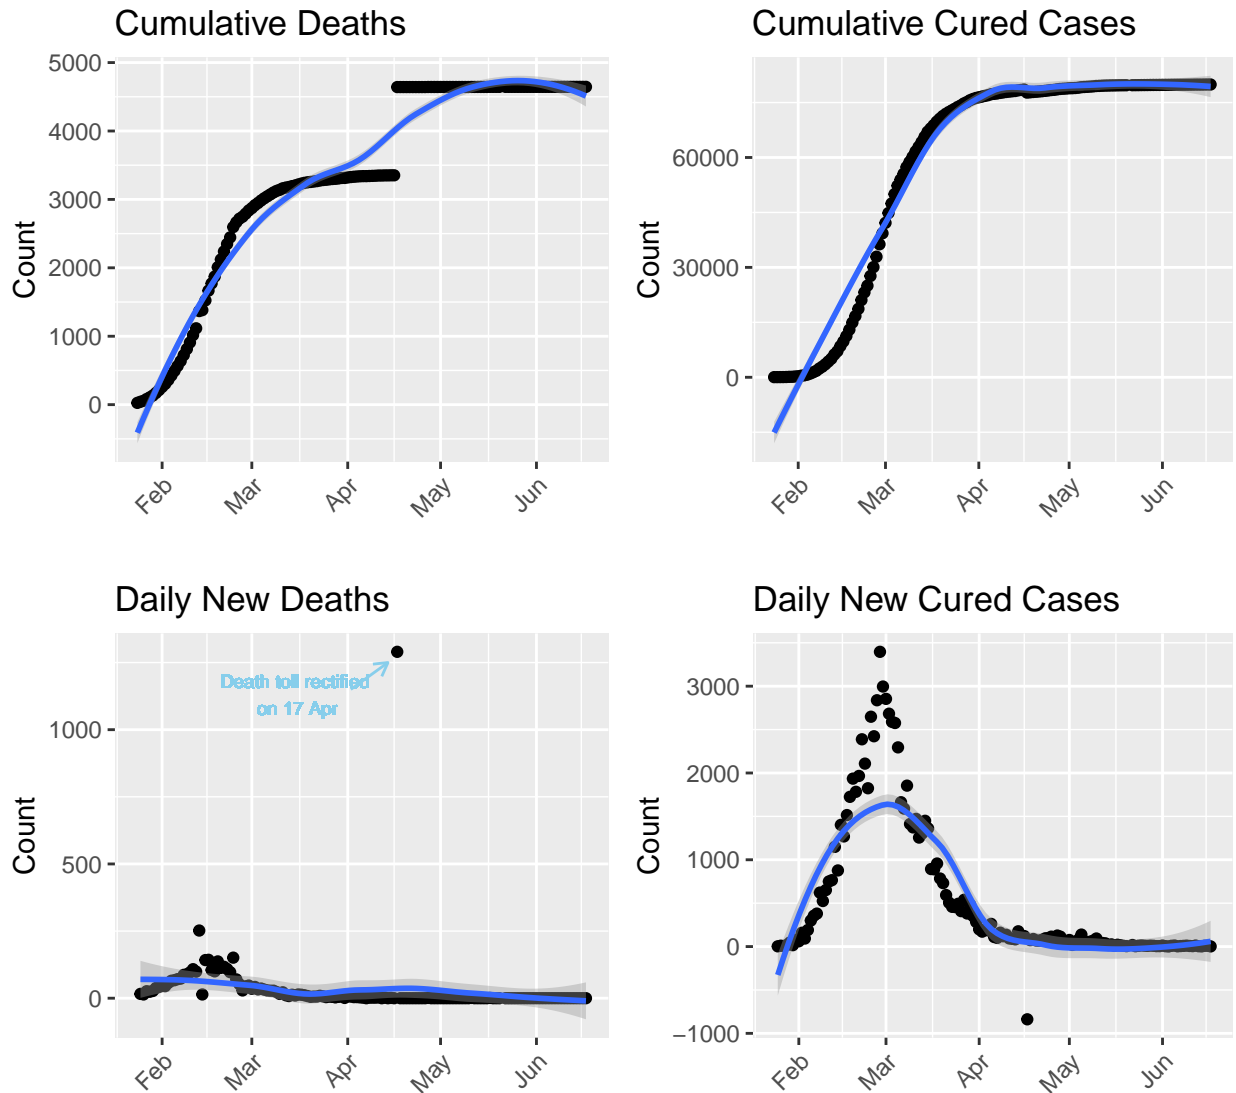 Cumulative Deaths
Count
5000
4000
3000
2000
1000
0
Feb
Mar
Apr
May
Jun
Cumulative Cured Cases
Count
60000
30000
0
Feb
Mar
Apr
May
Jun
Daily New Deaths
Count
1000
500
0
Death toll rectified
on 17 Apr
Feb
Mar
Apr
May
Jun
Daily New Cured Cases
Count
3000
2000
1000
0
−1000
Feb
Mar
Apr
May
Jun